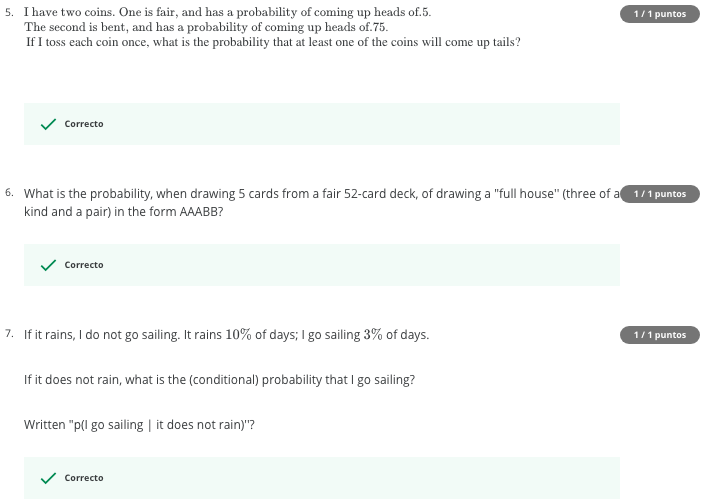 5. I have two coins. One is fair, and has a probability of coming up heads of.5.
1 / 1 puntos
The second is bent, and has a probability of coming up heads of.75.
If I toss each coin once, what is the probability that at least one of the coins will come up tails?
Correcto
6. What is the probability, when drawing 5 cards from a fair 52-card deck, of drawing a "full house" (three of a
1 / 1 puntos
kind and a pair) in the form AAABB?
Correcto
7. If it rains, I do not go sailing. It rains 10% of days; I go sailing 3% of days.
1 / 1 puntos
If it does not rain, what is the (conditional) probability that I go sailing?
Written "p(I go sailing | it does not rain)"?
Correcto